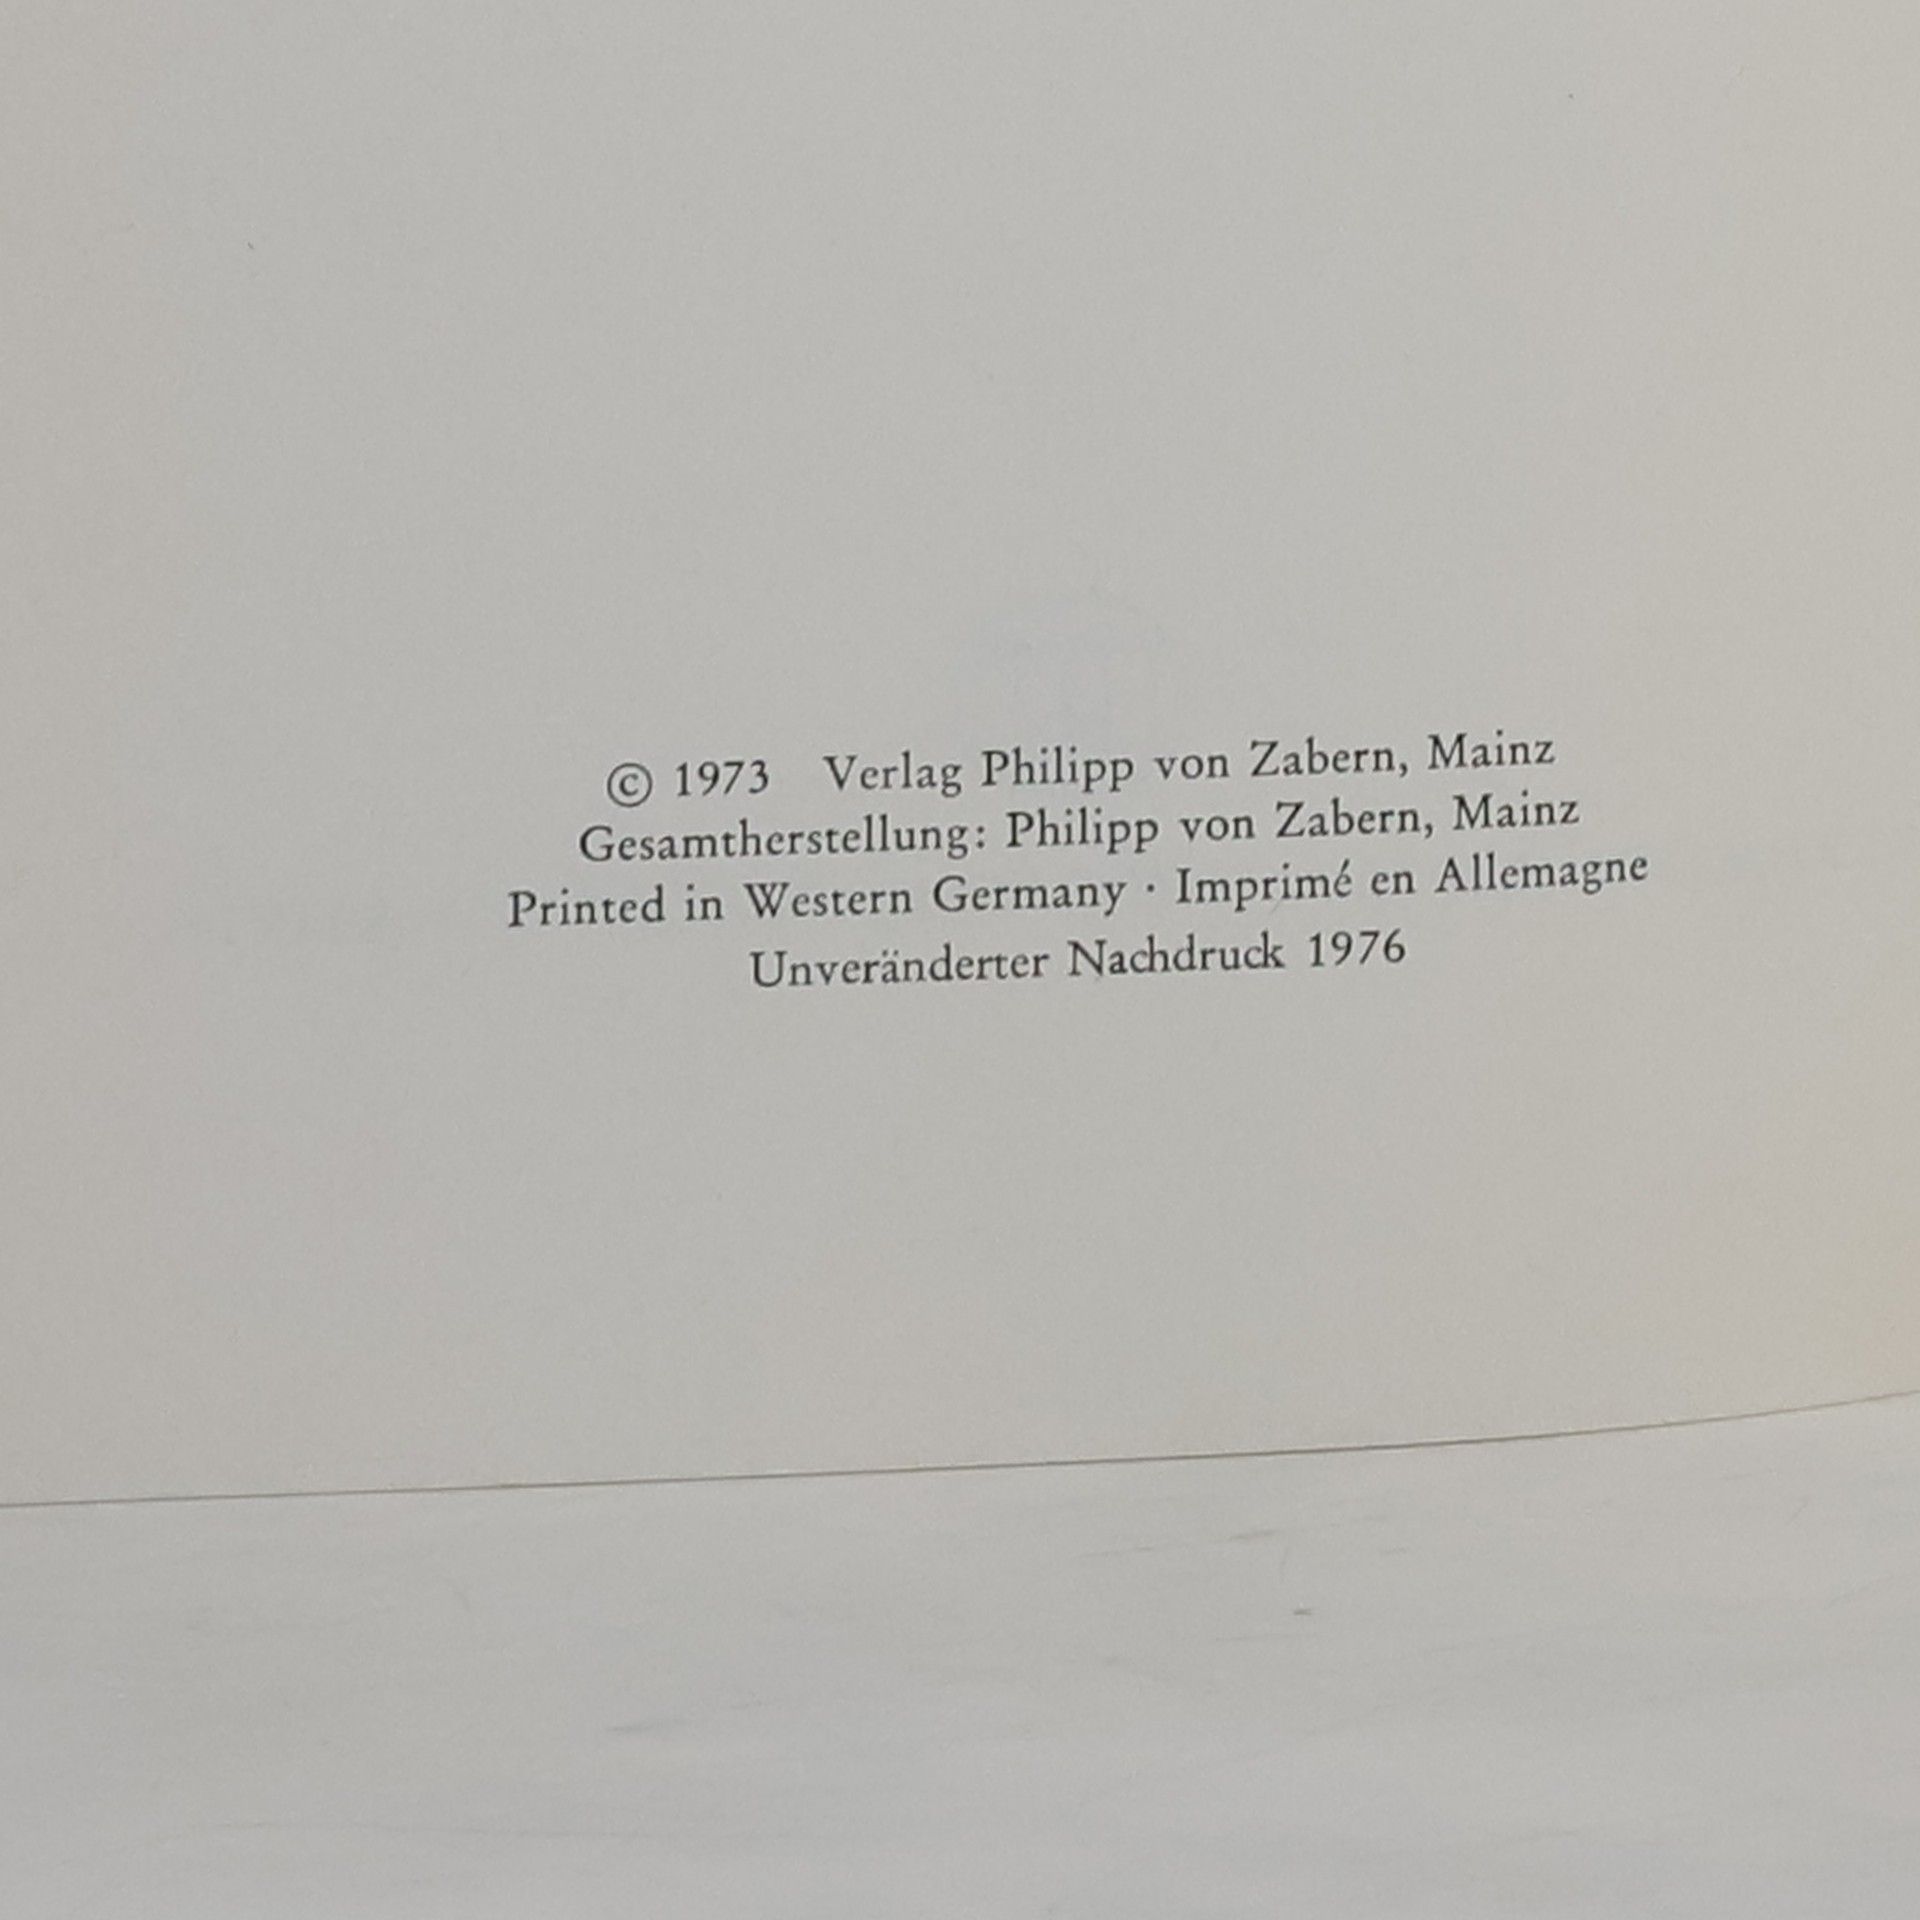 © 1973 Verlag Philipp von Zabern, Mainz
Gesamtherstellung: Philipp von Zabern, Mainz
Printed in Western Germany · Imprimé en Allemagne
Unveränderter Nachdruck 1976